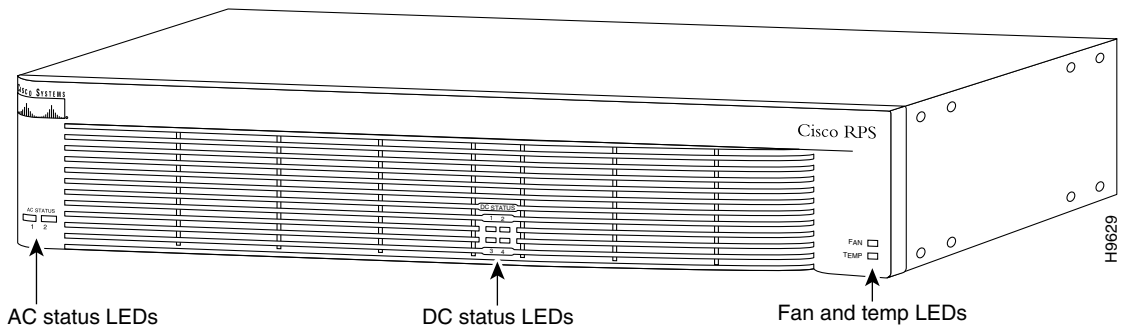 CISCO SYSTEMS
Cisco RPS
AC STATUS
1 2
DC STATUS
1 2
3 4
FAN
TEMP
H9629
AC status LEDs
DC status LEDs
Fan and temp LEDs